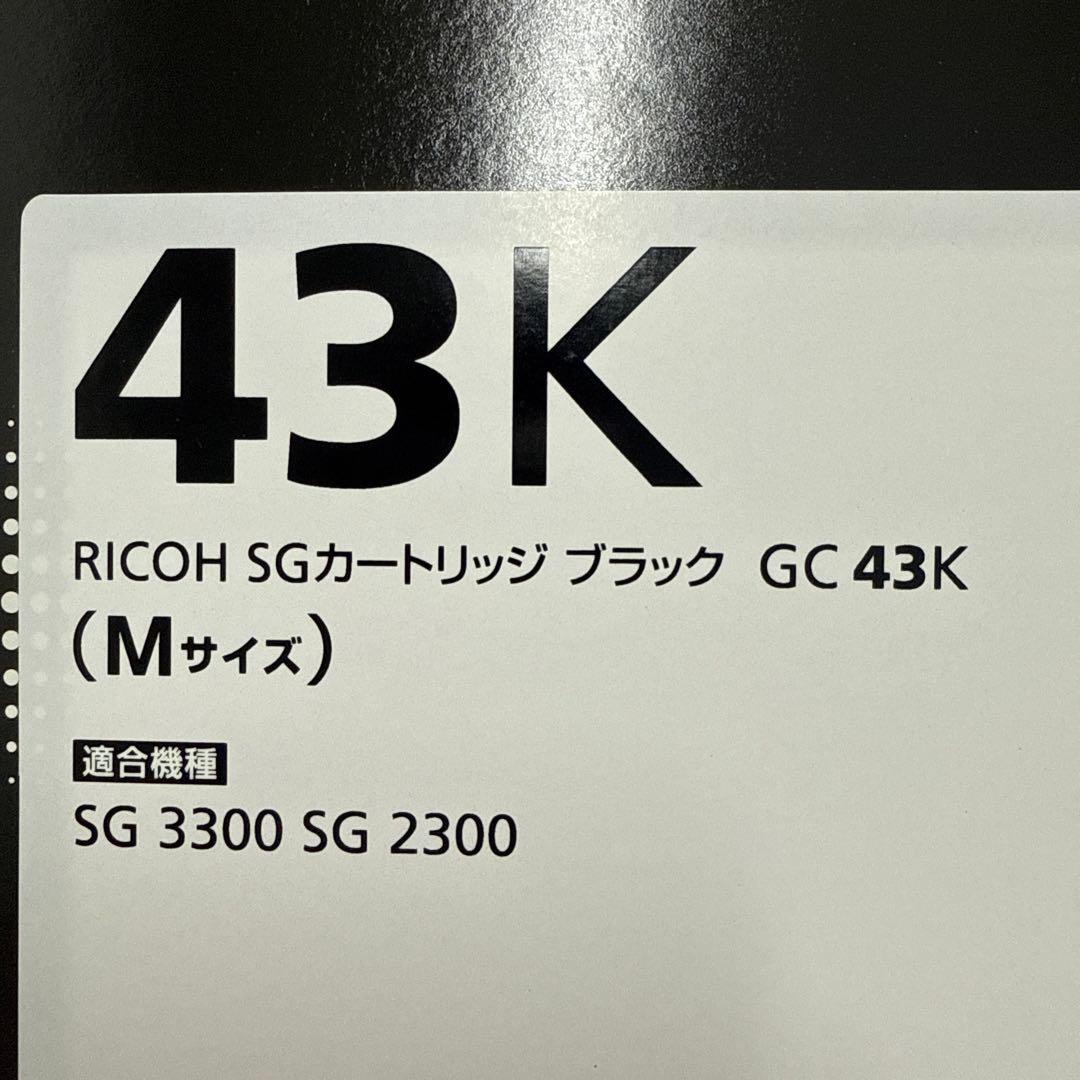 43K
RICOH SGカートリッジ ブラック GC 43K
（Mサイズ）
適合機種
SG 3300 SG 2300